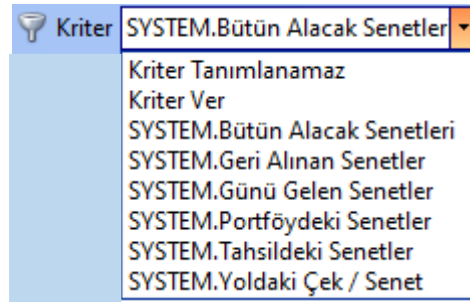 Kriter SYSTEM.Bütün Alacak Senetler
Kriter Tanımlanamaz
Kriter Ver
SYSTEM.Bütün Alacak Senetleri
SYSTEM.Geri Alınan Senetler
SYSTEM.Günü Gelen Senetler
SYSTEM.Portföydeki Senetler
SYSTEM.Tahsildeki Senetler
SYSTEM.Yoldaki Çek / Senet